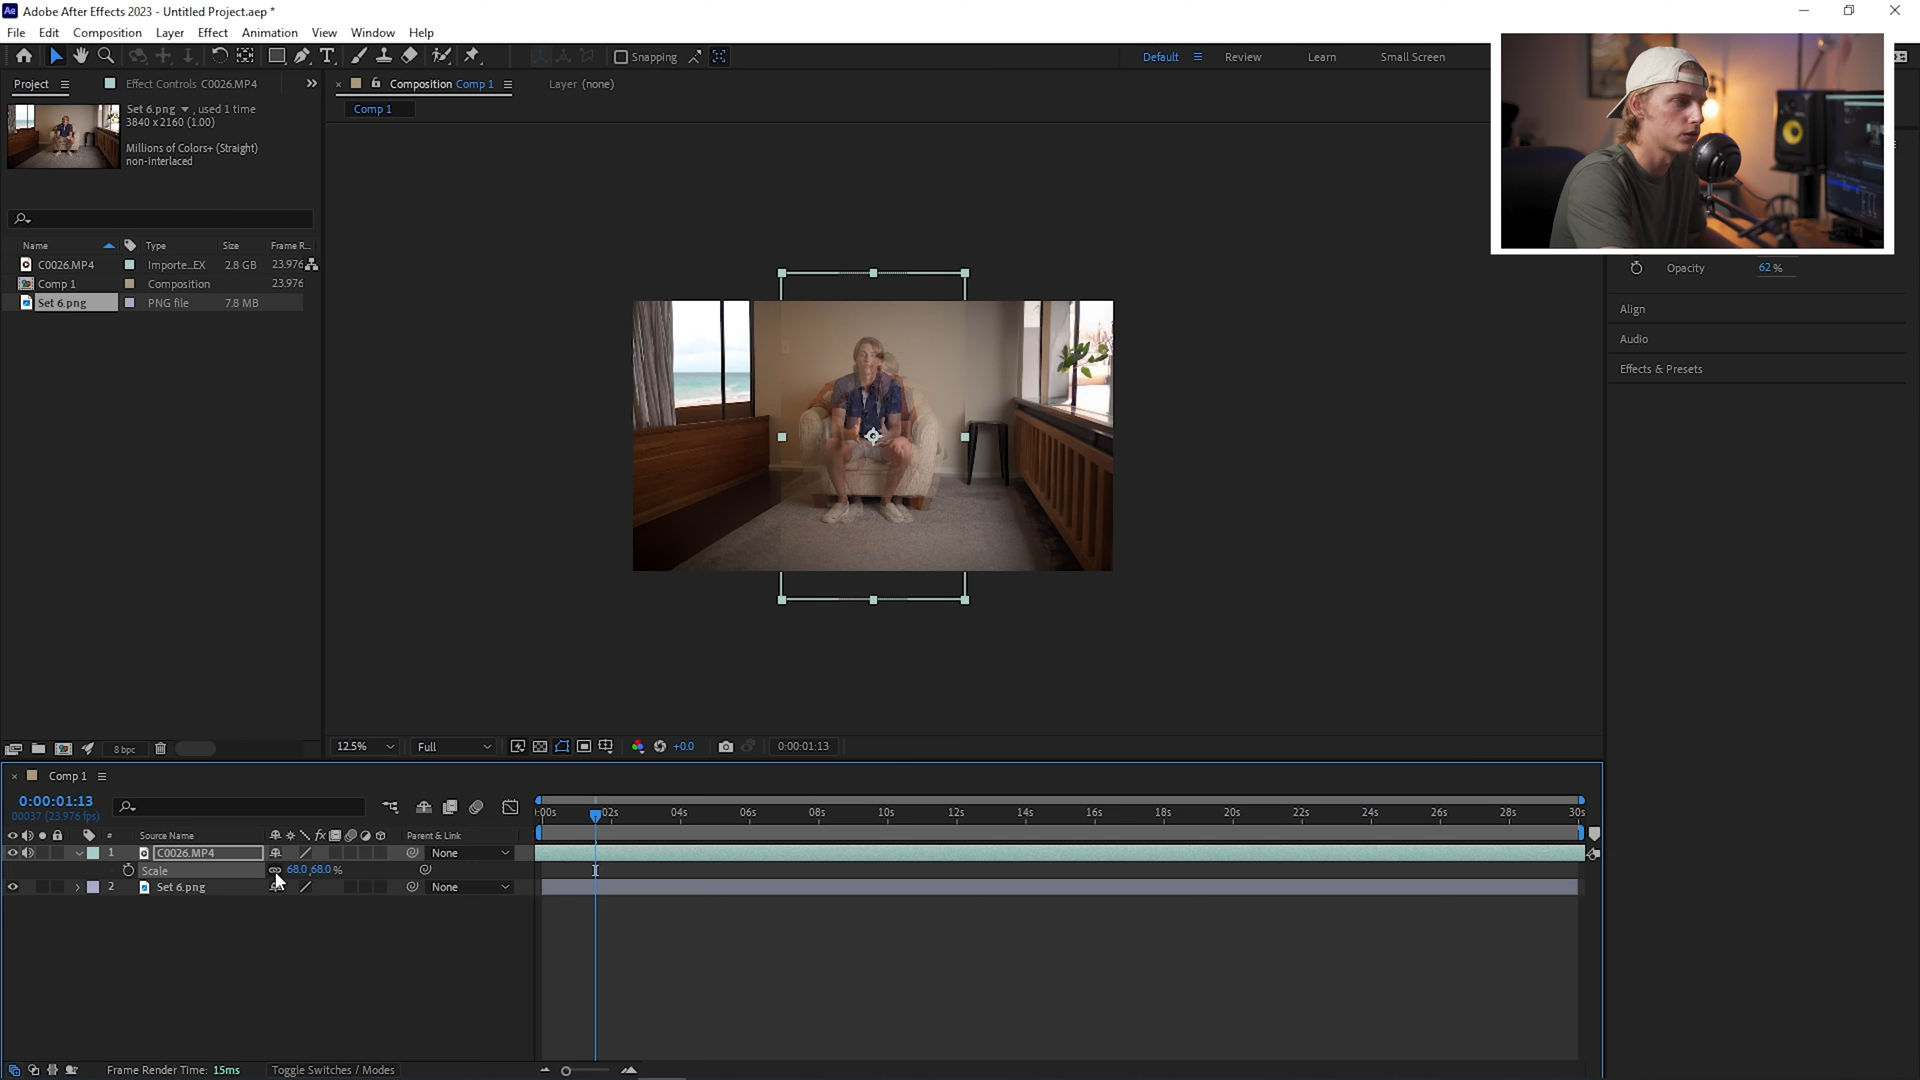 Adobe After Effects 2023 - Untitled Project.aep *
File Edit Composition Layer Effect Animation View Window Help
Snapping
Default Review Learn Small Screen
Project Effect Controls C0026.MP4
Composition Comp 1 Layer (none)
Comp 1
Set 6.png , used 1 time
3840 x 2160 (1.00)
Millions of Colors+ (Straight)
non-interlaced
Name Type Size Frame R...
C0026.MP4 Importe...EX 2.8 GB 23.976
Comp 1 Composition 23.976
Set 6.png PNG file 7.8 MB
Opacity 62 %
Align
Audio
Effects & Presets
8 bpc
12.5% Full +0.0 0:00:01:13
Comp 1
0:00:01:13
00037 (23.976 fps)
:00s 02s 04s 06s 08s 10s 12s 14s 16s 18s 20s 22s 24s 26s 28s 30s
# Source Name fx Parent & Link
1 C0026.MP4 None
Scale 68.0,68.0 %
2 Set 6.png None
Frame Render Time: 15ms Toggle Switches / Modes